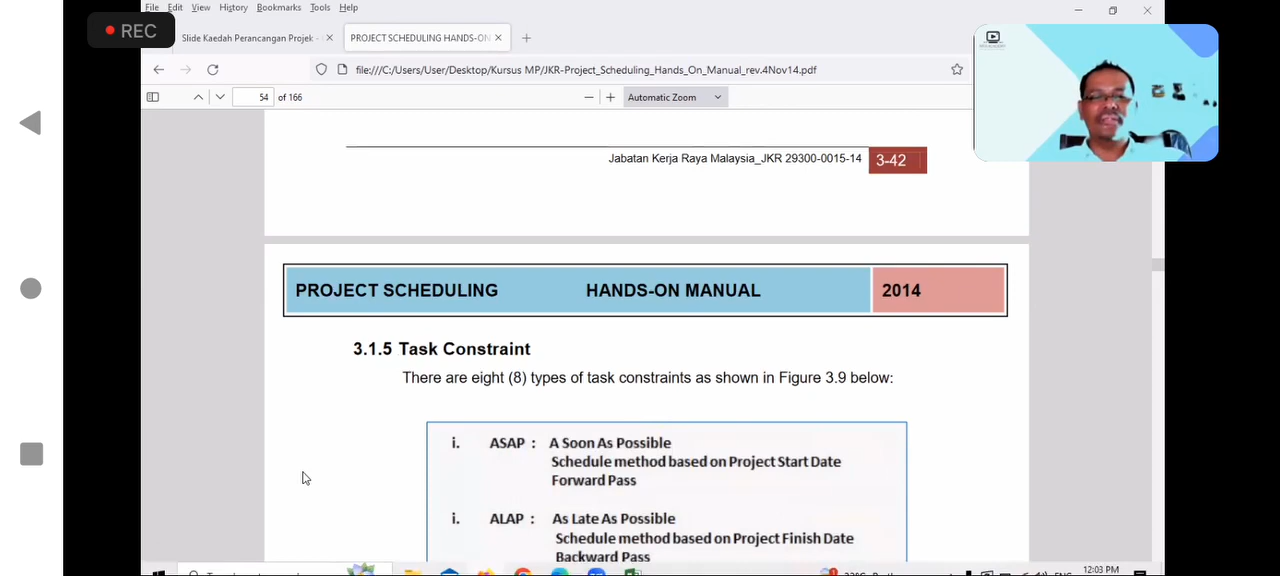 File Edit View History Bookmarks Tools Help
REC
Slide Kaedah Perancangan Projek - ×
PROJECT SCHEDULING HANDS-ON ×
file:///C:/Users/User/Desktop/Kursus MP/JKR-Project_Scheduling_Hands_On_Manual_rev.4Nov14.pdf
54 of 166
Automatic Zoom
Jabatan Kerja Raya Malaysia_JKR 29300-0015-14 3-42
PROJECT SCHEDULING HANDS-ON MANUAL 2014
3.1.5 Task Constraint
There are eight (8) types of task constraints as shown in Figure 3.9 below:
i. ASAP : A Soon As Possible
Schedule method based on Project Start Date
Forward Pass
i. ALAP : As Late As Possible
Schedule method based on Project Finish Date
Backward Pass
12:03 PM